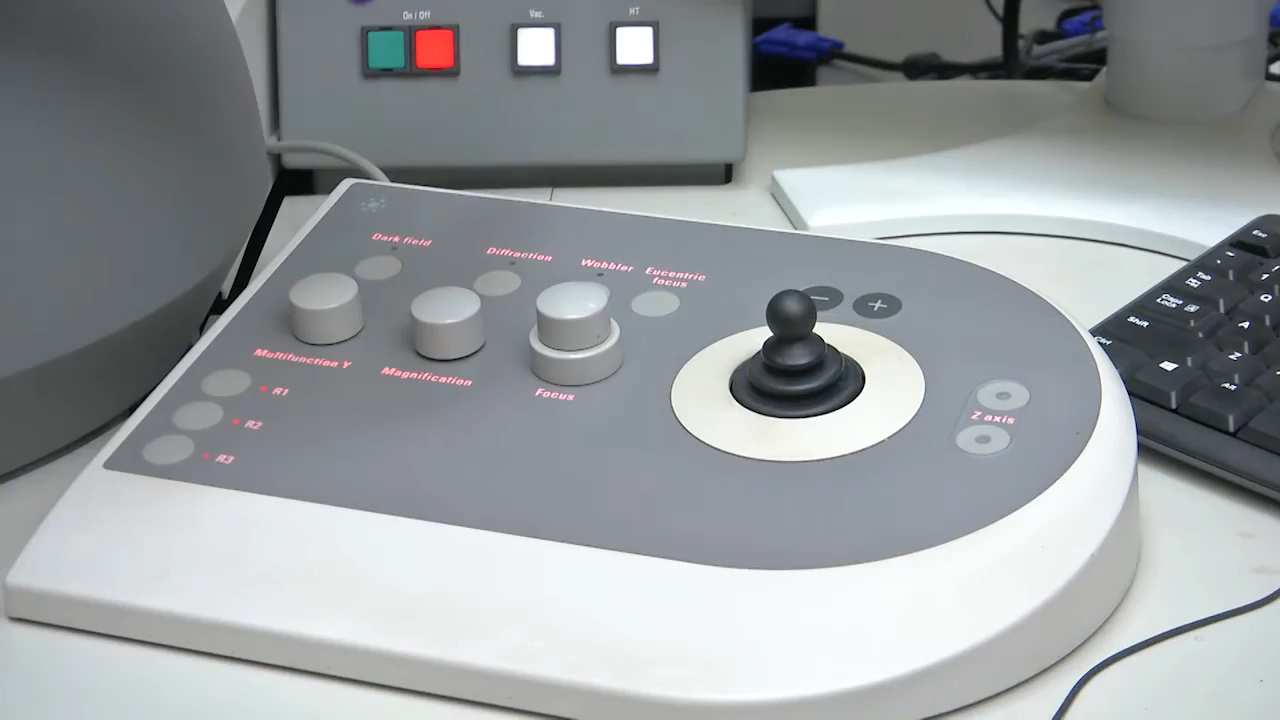 On / Off
Vac.
HT
Dark field
Diffraction
Wobbler
Eucentric
focus
Multifunction Y
Magnification
Focus
R1
R2
R3
Z axis
Esc
Tab
Q
Caps
Lock
A
A
Shift
Z
Ctrl
Alt